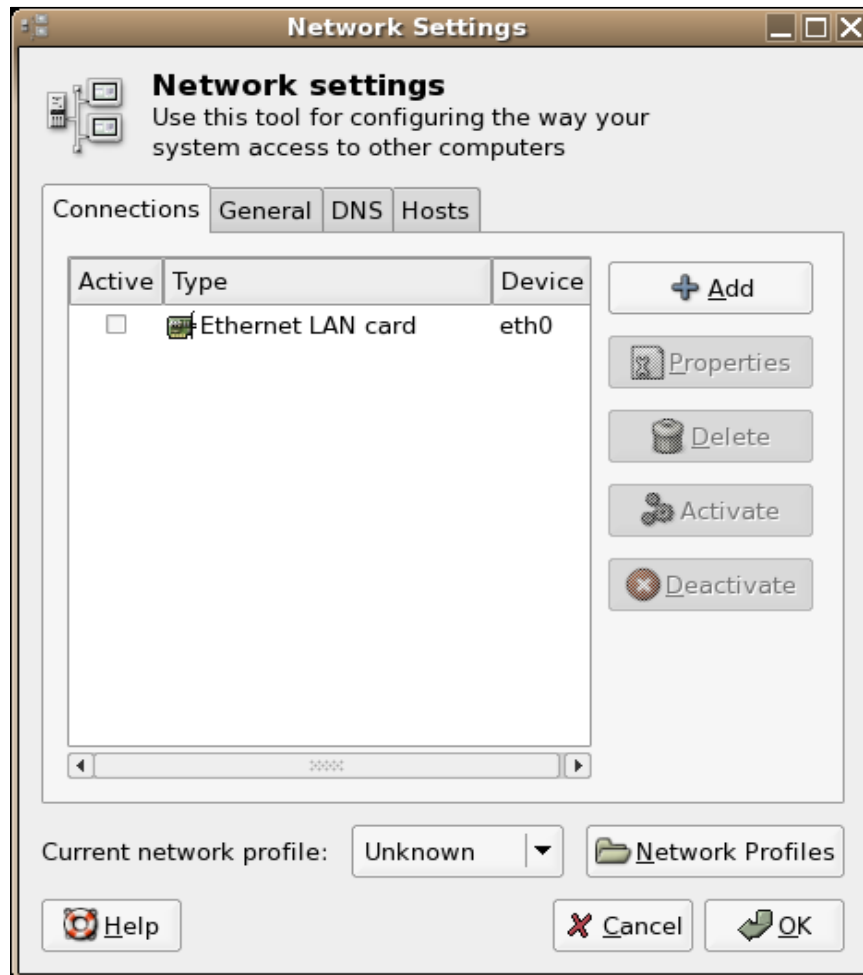 Network Settings
Network settings
Use this tool for configuring the way your
system access to other computers
Connections General DNS Hosts
Active Type Device
Ethernet LAN card eth0
Add
Properties
Delete
Activate
Deactivate
Current network profile: Unknown Network Profiles
Help Cancel OK